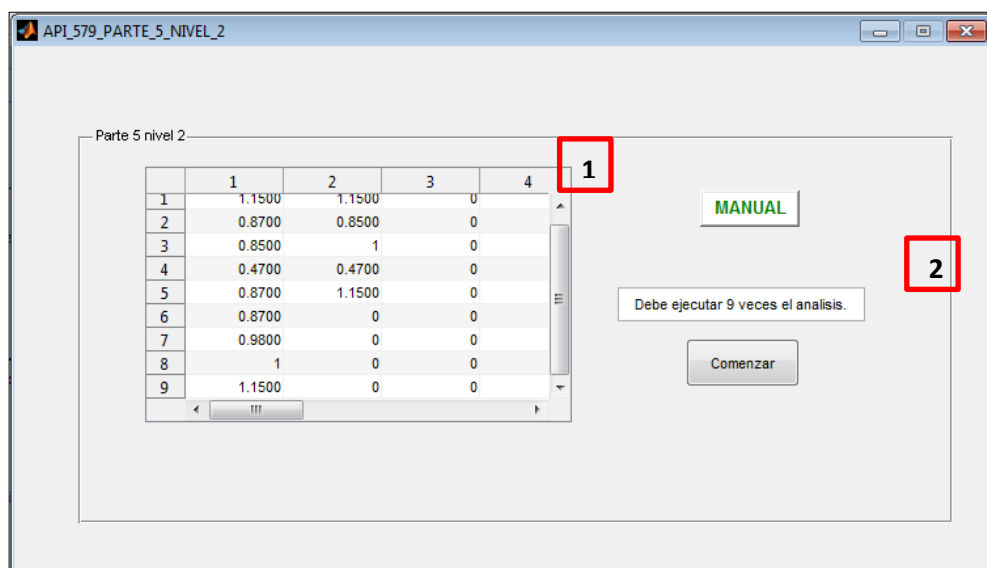 API_579_PARTE_5_NIVEL_2
Parte 5 nivel 2
1
1 2 3 4
1 1.1500 1.1500 0
2 0.8700 0.8500 0
3 0.8500 1 0
4 0.4700 0.4700 0
5 0.8700 1.1500 0
6 0.8700 0 0
7 0.9800 0 0
8 1 0 0
9 1.1500 0 0
MANUAL
2
Debe ejecutar 9 veces el analisis.
Comenzar